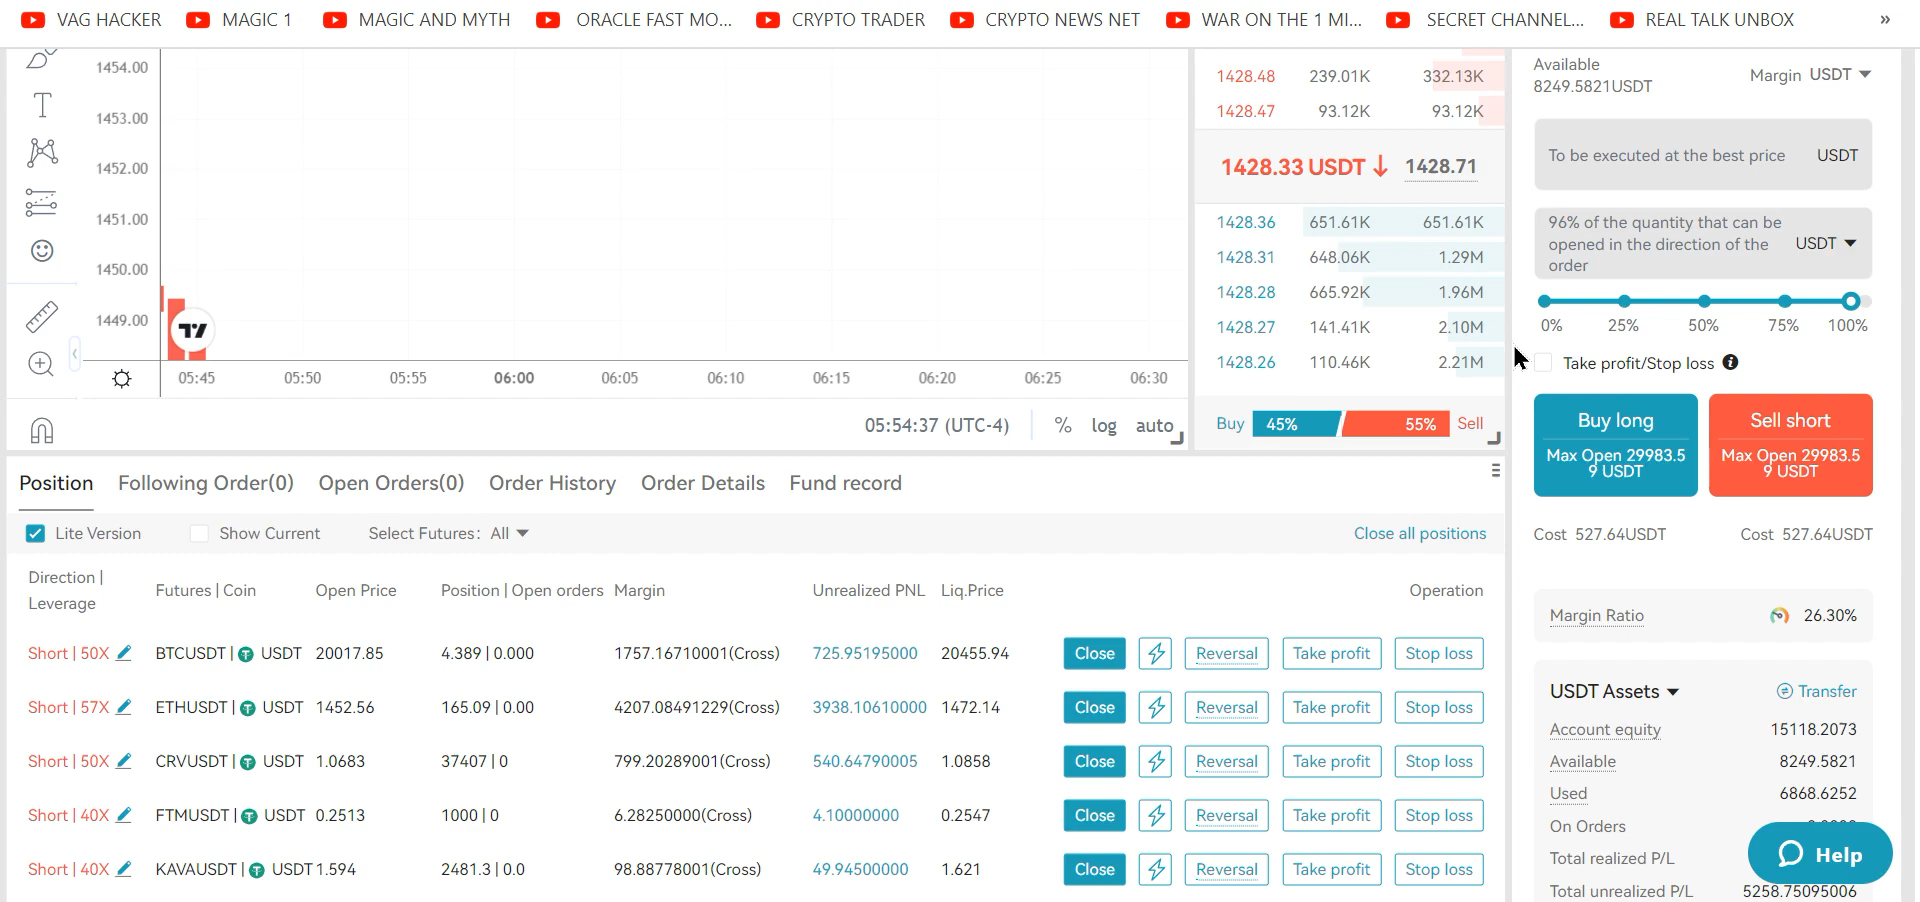 VAG HACKER MAGIC 1 MAGIC AND MYTH ORACLE FAST MO... CRYPTO TRADER CRYPTO NEWS NET WAR ON THE 1 MI... SECRET CHANNEL... REAL TALK UNBOX »
1454.00
1453.00
1452.00
1451.00
1450.00
1449.00
05:45 05:50 05:55 06:00 06:05 06:10 06:15 06:20 06:25 06:30
05:54:37 (UTC-4) % log auto
1428.48 239.01K 332.13K
1428.47 93.12K 93.12K
1428.33 USDT ↓ 1428.71
1428.36 651.61K 651.61K
1428.31 648.06K 1.29M
1428.28 665.92K 1.96M
1428.27 141.41K 2.10M
1428.26 110.46K 2.21M
Buy 45% 55% Sell
Available
8249.5821USDT
Margin USDT
To be executed at the best price USDT
96% of the quantity that can be
opened in the direction of the
order
USDT
0% 25% 50% 75% 100%
Take profit/Stop loss
Buy long
Max Open 29983.5
9 USDT
Sell short
Max Open 29983.5
9 USDT
Cost 527.64USDT Cost 527.64USDT
Margin Ratio 26.30%
USDT Assets Transfer
Account equity 15118.2073
Available 8249.5821
Used 6868.6252
On Orders
Total realized P/L
Total unrealized P/L 5258.75095006
Help
Position Following Order(0) Open Orders(0) Order History Order Details Fund record
Lite Version Show Current Select Futures: All Close all positions
Direction |
Leverage
Futures | Coin Open Price Position | Open orders Margin Unrealized PNL Liq.Price Operation
Short | 50X BTCUSDT | USDT 20017.85 4.389 | 0.000 1757.16710001(Cross) 725.95195000 20455.94 Close Reversal Take profit Stop loss
Short | 57X ETHUSDT | USDT 1452.56 165.09 | 0.00 4207.08491229(Cross) 3938.10610000 1472.14 Close Reversal Take profit Stop loss
Short | 50X CRVUSDT | USDT 1.0683 37407 | 0 799.20289001(Cross) 540.64790005 1.0858 Close Reversal Take profit Stop loss
Short | 40X FTMUSDT | USDT 0.2513 1000 | 0 6.28250000(Cross) 4.10000000 0.2547 Close Reversal Take profit Stop loss
Short | 40X KAVAUSDT | USDT 1.594 2481.3 | 0.0 98.88778001(Cross) 49.94500000 1.621 Close Reversal Take profit Stop loss